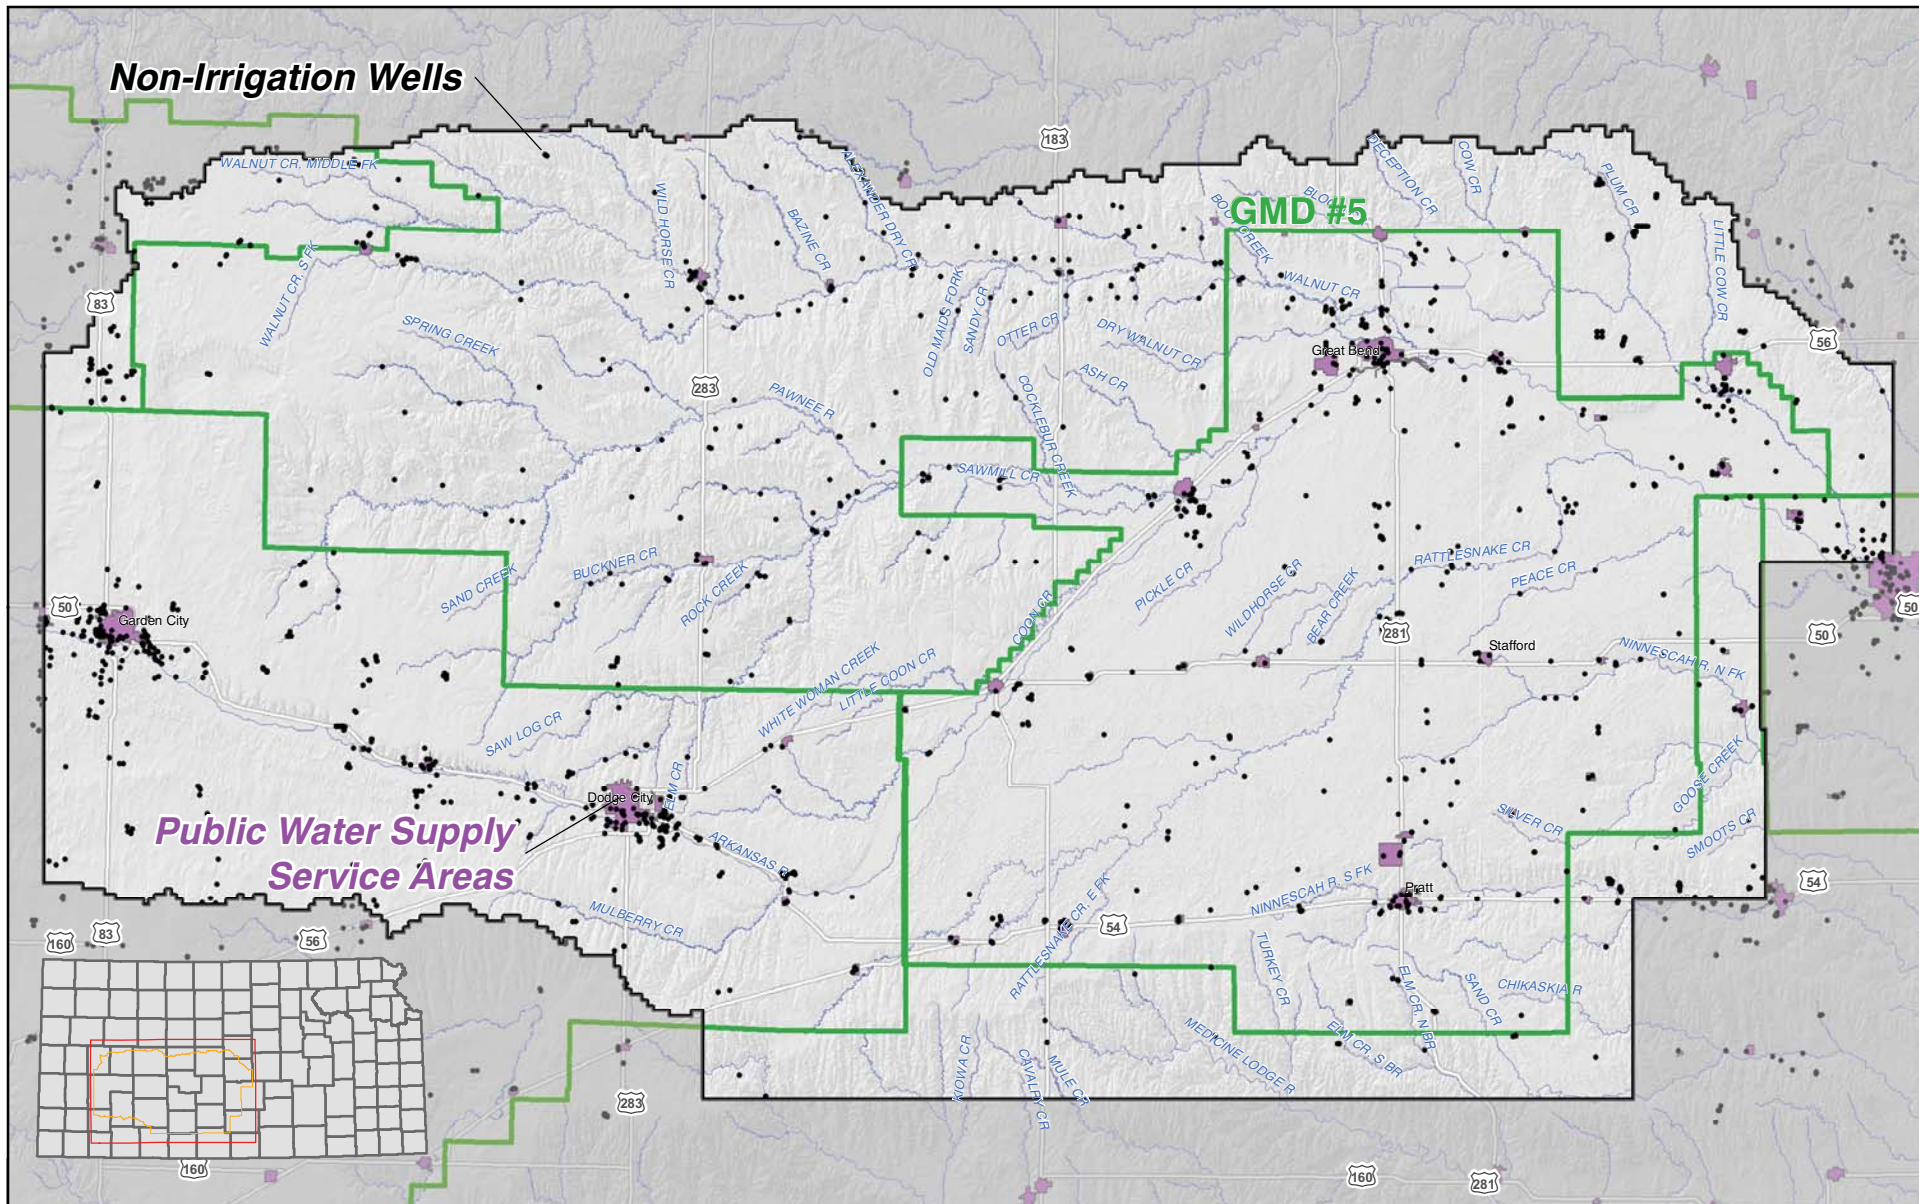 Non-Irrigation Wells
183
WALNUT CR, MIDDLE FK
WILD HORSE CR
BAZINE CR
ALEXANDER DRY CR
DECEPTION CR
COW CR
PLUM CR
LITTLE COW CR
GMD #5
WALNUT CR, S FK
WALNUT CR
83
SPRING CREEK
OLD MAIDS FORK
SANDY CR
OTTER CR
DRY WALNUT CR
Great Bend
56
283
PAWNEE R
ASH CR
COCKLEBUR CREEK
SAWMILL CR
SAND CREEK
BUCKNER CR
ROCK CREEK
COON CR
PICKLE CR
WILDHORSE CR
BEAR CREEK
RATTLESNAKE CR
PEACE CR
50
Garden City
281
Stafford
50
50
NINNESCAH R, N FK
WHITE WOMAN CREEK
LITTLE COON CR
SAW LOG CR
ELM CR
Dodge City
GOOSE CREEK
SILVER CR
SMOOTS CR
Public Water Supply
Service Areas
ARKANSAS R
MULBERRY CR
RATTLESNAKE CR, E FK
54
NINNESCAH R, S FK
Pratt
54
160
83
56
TURKEY CR
ELM CR, N BR
SAND CR
CHIKASKIA R
KIOWA CR
CAVALRY CR
MULE CR
MEDICINE LODGE R
ELM CR, S BR
283
160
160
281